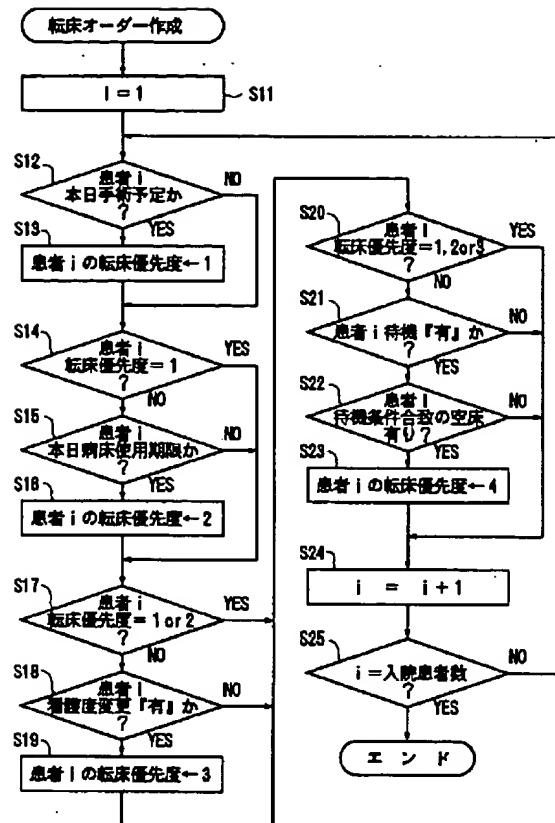 転床オーダー作成
I = 1
S11
S12
患者 i
本日手術予定か
?
NO
YES
S13
患者 i の転床優先度←1
S14
患者 i
転床優先度 = 1
?
YES
NO
S15
患者 i
本日病床使用期限か
?
NO
YES
S16
患者 i の転床優先度←2
S17
患者 i
転床優先度 = 1 or 2
?
YES
NO
S18
患者 i
看護度変更『有』か
?
NO
YES
S19
患者 I の転床優先度←3
S20
患者 I
転床優先度=1, 2or3
?
YES
NO
S21
患者 i 待機『有』か
?
NO
YES
S22
患者 I
待機条件合致の空床
有り?
NO
YES
S23
患者 i の転床優先度←4
S24
i = i + 1
S25
i = 入院患者数
?
NO
YES
エンド